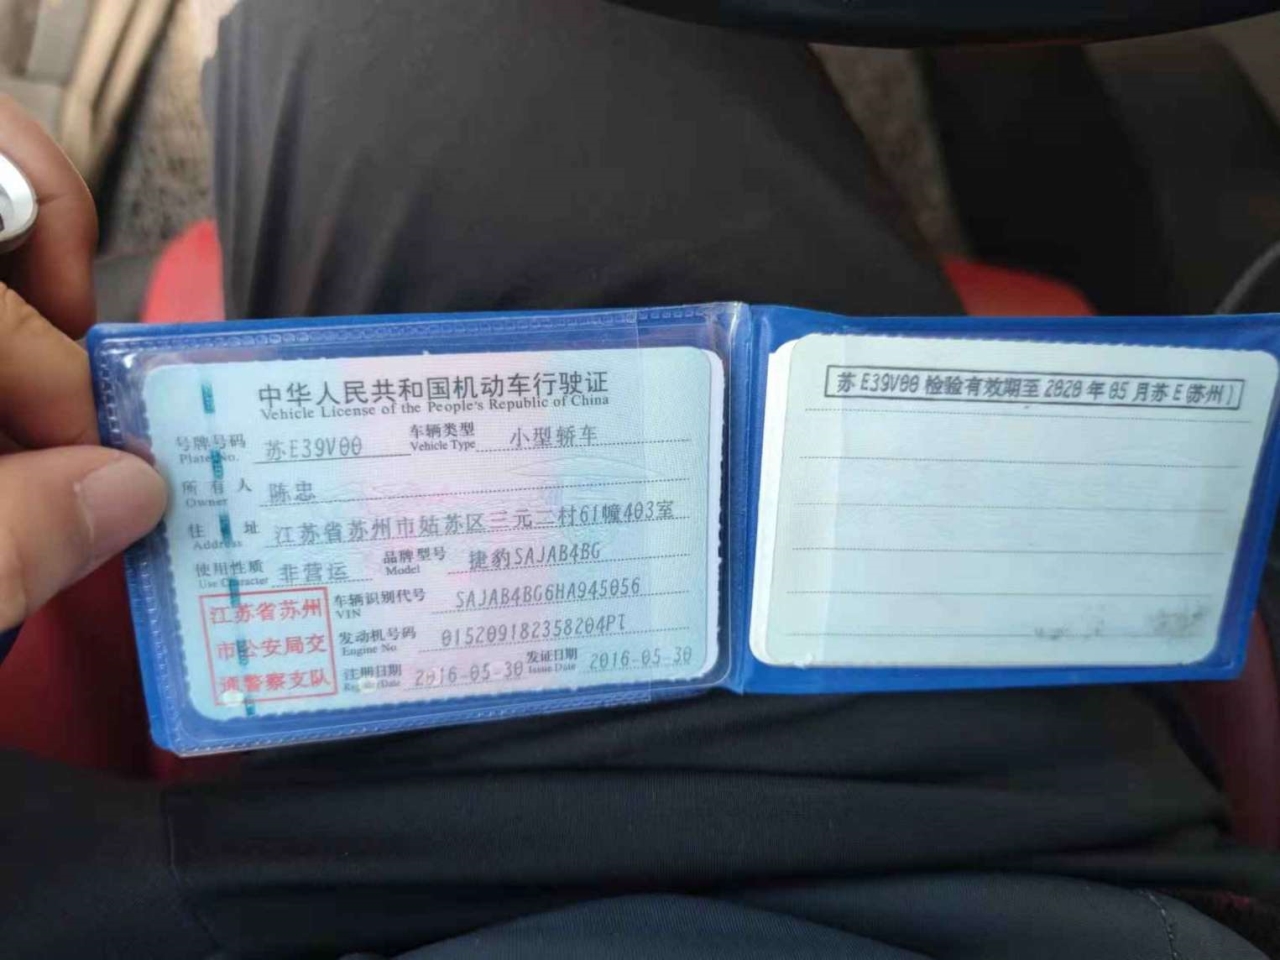 中华人民共和国机动车行驶证
Vehicle License of the People's Republic of China
号牌号码 苏E39V00 车辆类型 小型轿车
Plate No. Vehicle Type
所有人 陈忠
Owner
住址 江苏省苏州市姑苏区三元二村61幢403室
Address
使用性质 非营运 品牌型号 捷豹SAJAB4BG
Use Character Model
江苏省苏州
市公安局交
通警察支队
车辆识别代号 SAJAB4BG6HA945056
VIN
发动机号码 015209182358204PT
Engine No
注册日期 2016-05-30 发证日期 2016-05-30
Register Date Issue Date
苏E39V00 检验有效期至 2020 年 05 月苏E(苏州)